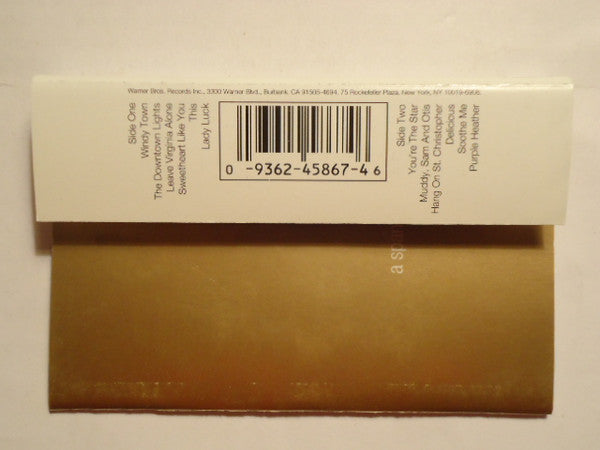 Warner Bros. Records Inc., 3300 Warner Blvd., Burbank, CA 91505-4694, 75 Rockefeller Plaza, New York, NY 10019-6908.
Side One
Windy Town
The Downtown Lights
Leave Virginia Alone
Sweetheart Like You
This
Lady Luck
0 -9362-45867-4 6
Side Two
You're The Star
Muddy, Sam And Otis
Hang On St. Christopher
Delicious
Soothe Me
Purple Heather
a